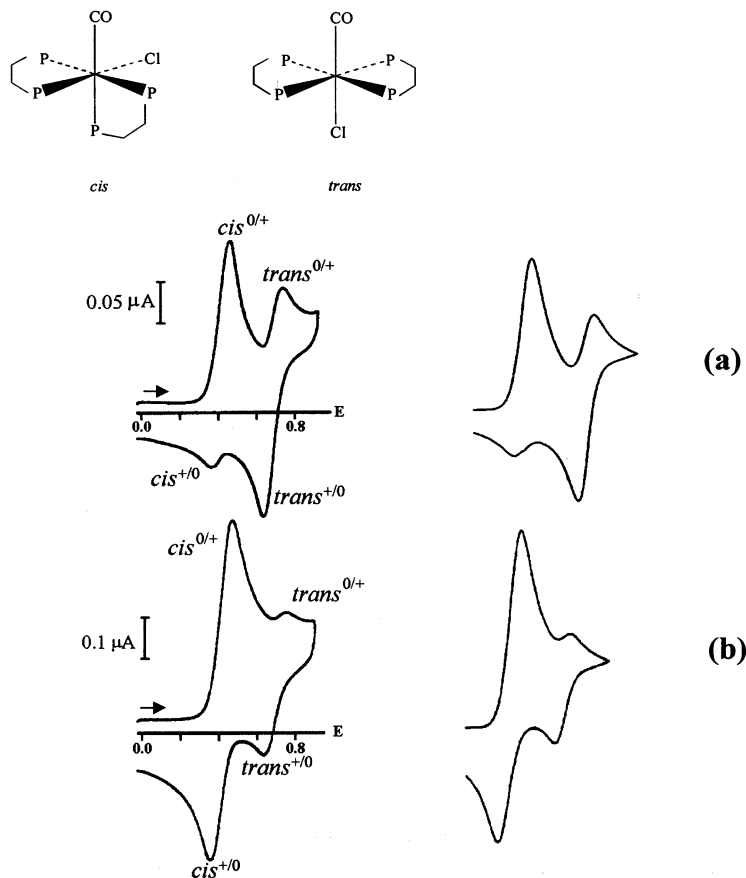 CO
P
Cl
P
P
P
cis
CO
P
P
P
P
Cl
trans
cis0/+
trans0/+
0.05 µA
E
0.0
0.8
cis+/0
trans+/0
(a)
cis0/+
trans0/+
0.1 µA
E
0.0
0.8
trans+/0
cis+/0
(b)